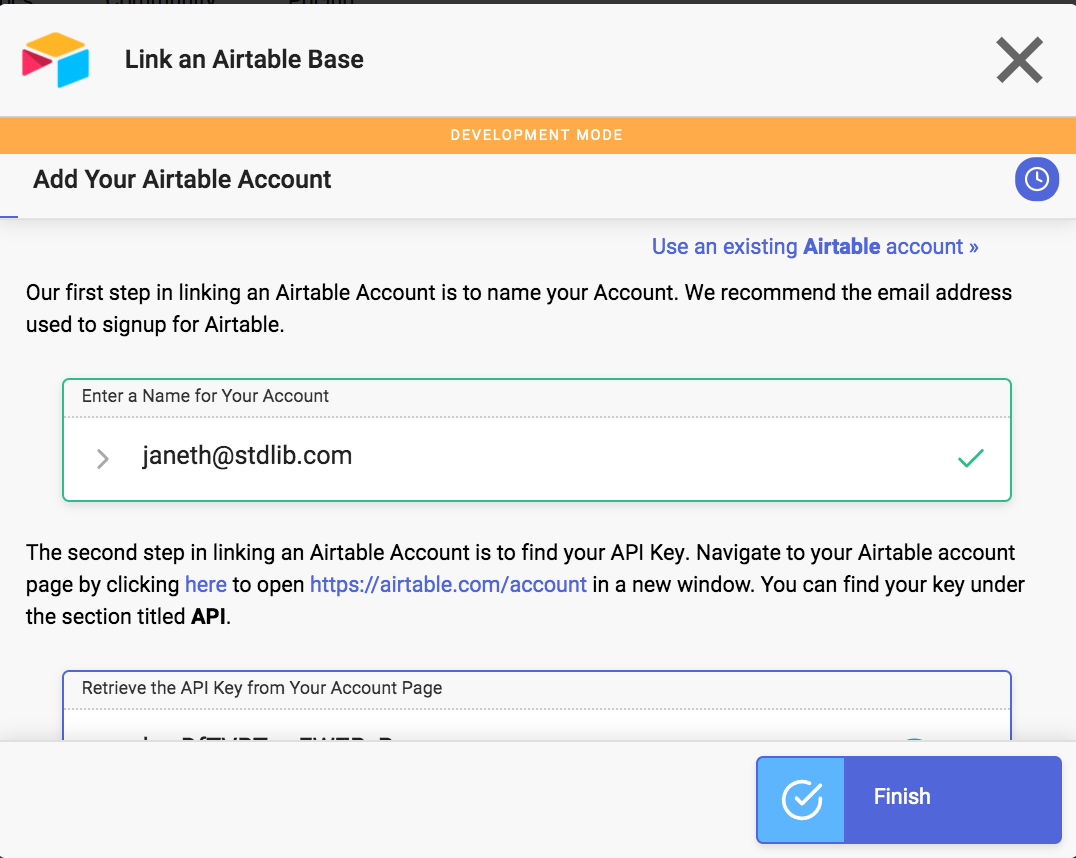 Link an Airtable Base
DEVELOPMENT MODE
Add Your Airtable Account
Use an existing Airtable account »
Our first step in linking an Airtable Account is to name your Account. We recommend the email address
used to signup for Airtable.
Enter a Name for Your Account
janeth@stdlib.com
The second step in linking an Airtable Account is to find your API Key. Navigate to your Airtable account
page by clicking here to open https://airtable.com/account in a new window. You can find your key under
the section titled API.
Retrieve the API Key from Your Account Page
Finish